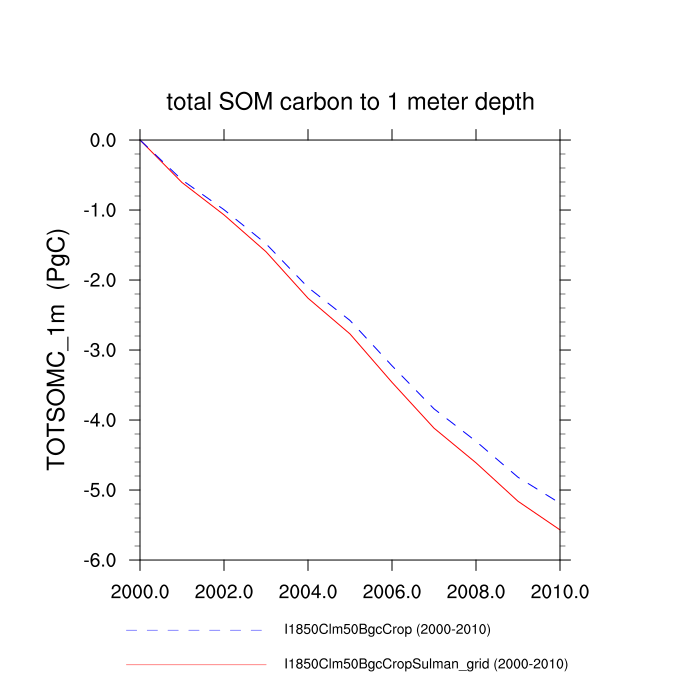 total SOM carbon to 1 meter depth
TOTSOMC_1m (PgC)
0.0
-1.0
-2.0
-3.0
-4.0
-5.0
-6.0
2000.0 2002.0 2004.0 2006.0 2008.0 2010.0
I1850Clm50BgcCrop (2000-2010)
I1850Clm50BgcCropSulman_grid (2000-2010)